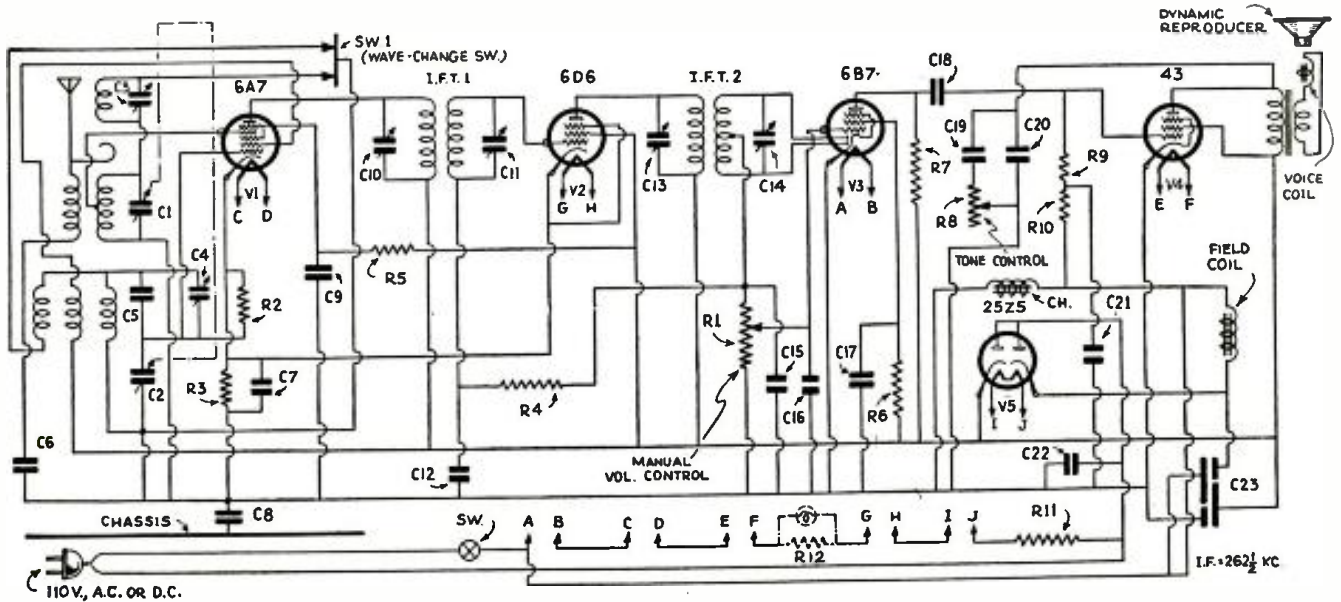 DYNAMIC
REPRODUCER
SW.1
(WAVE-CHANGE SW.)
6A7
I.F.T.1
6D6
I.F.T.2
6B7
C18
43
C10
C11
C13
C14
R7
C19
C20
R9
VOICE
COIL
V1
C D
V2
G H
V3
A B
V4
E F
C1
R8
R10
TONE CONTROL
FIELD
COIL
C4
R5
C9
R2
C5
25Z5
CH.
C21
R1
C15
C17
C2
R3
C7
R4
C16
R6
V5
I J
C6
C12
MANUAL
VOL. CONTROL
C22
C23
CHASSIS
C8
SW.
A B C D E F G H I J
R11
R12
I.F.=262½ KC
110 V., A.C. OR D.C.